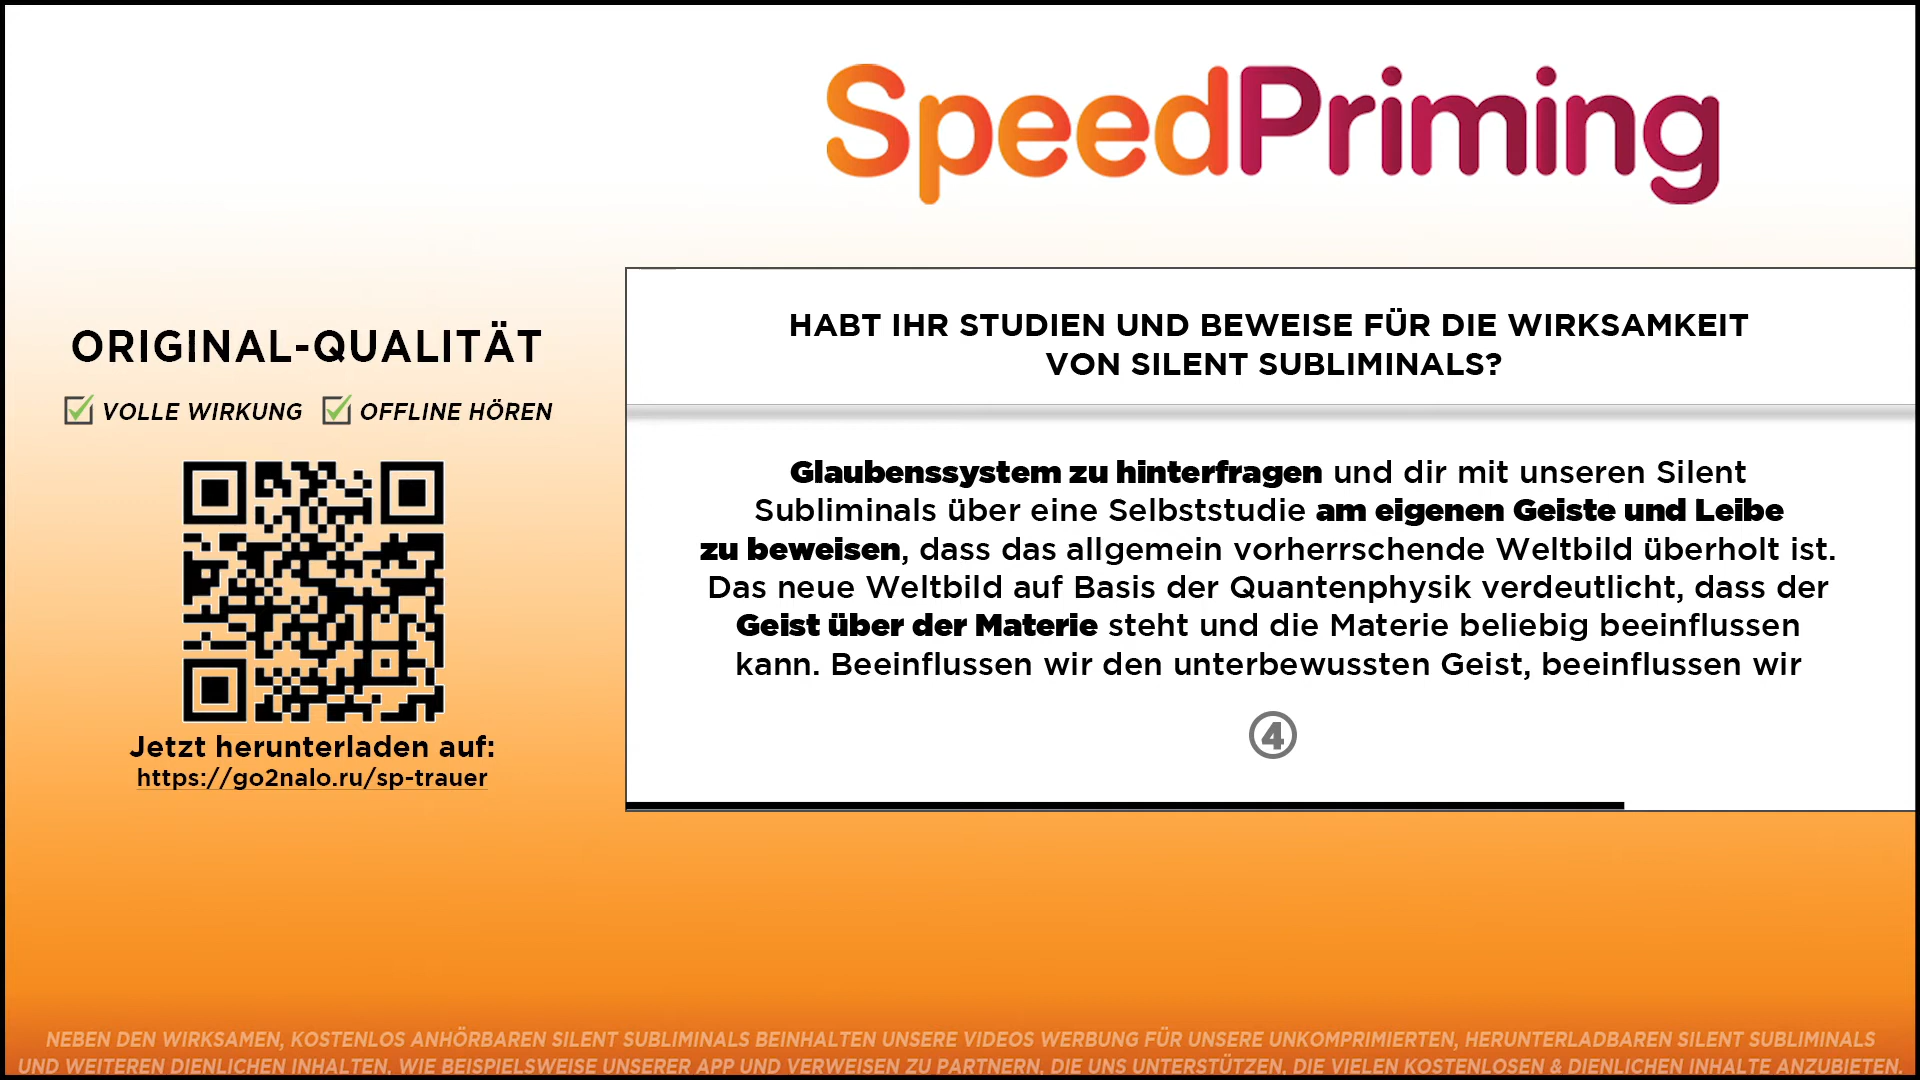 SpeedPriming
ORIGINAL-QUALITÄT
VOLLE WIRKUNG OFFLINE HÖREN
Jetzt herunterladen auf:
https://go2nalo.ru/sp-trauer
HABT IHR STUDIEN UND BEWEISE FÜR DIE WIRKSAMKEIT
VON SILENT SUBLIMINALS?
Glaubenssystem zu hinterfragen und dir mit unseren Silent
Subliminals über eine Selbststudie am eigenen Geiste und Leibe
zu beweisen, dass das allgemein vorherrschende Weltbild überholt ist.
Das neue Weltbild auf Basis der Quantenphysik verdeutlicht, dass der
Geist über der Materie steht und die Materie beliebig beeinflussen
kann. Beeinflussen wir den unterbewussten Geist, beeinflussen wir
4
NEBEN DEN WIRKSAMEN, KOSTENLOS ANHÖRBAREN SILENT SUBLIMINALS BEINHALTEN UNSERE VIDEOS WERBUNG FÜR UNSERE UNKOMPRIMIERTEN, HERUNTERLADBAREN SILENT SUBLIMINALS
UND WEITEREN DIENLICHEN INHALTEN, WIE BEISPIELSWEISE UNSERER APP UND VERWEISEN ZU PARTNERN, DIE UNS UNTERSTÜTZEN, DIE VIELEN KOSTENLOSEN & DIENLICHEN INHALTE ANZUBIETEN.